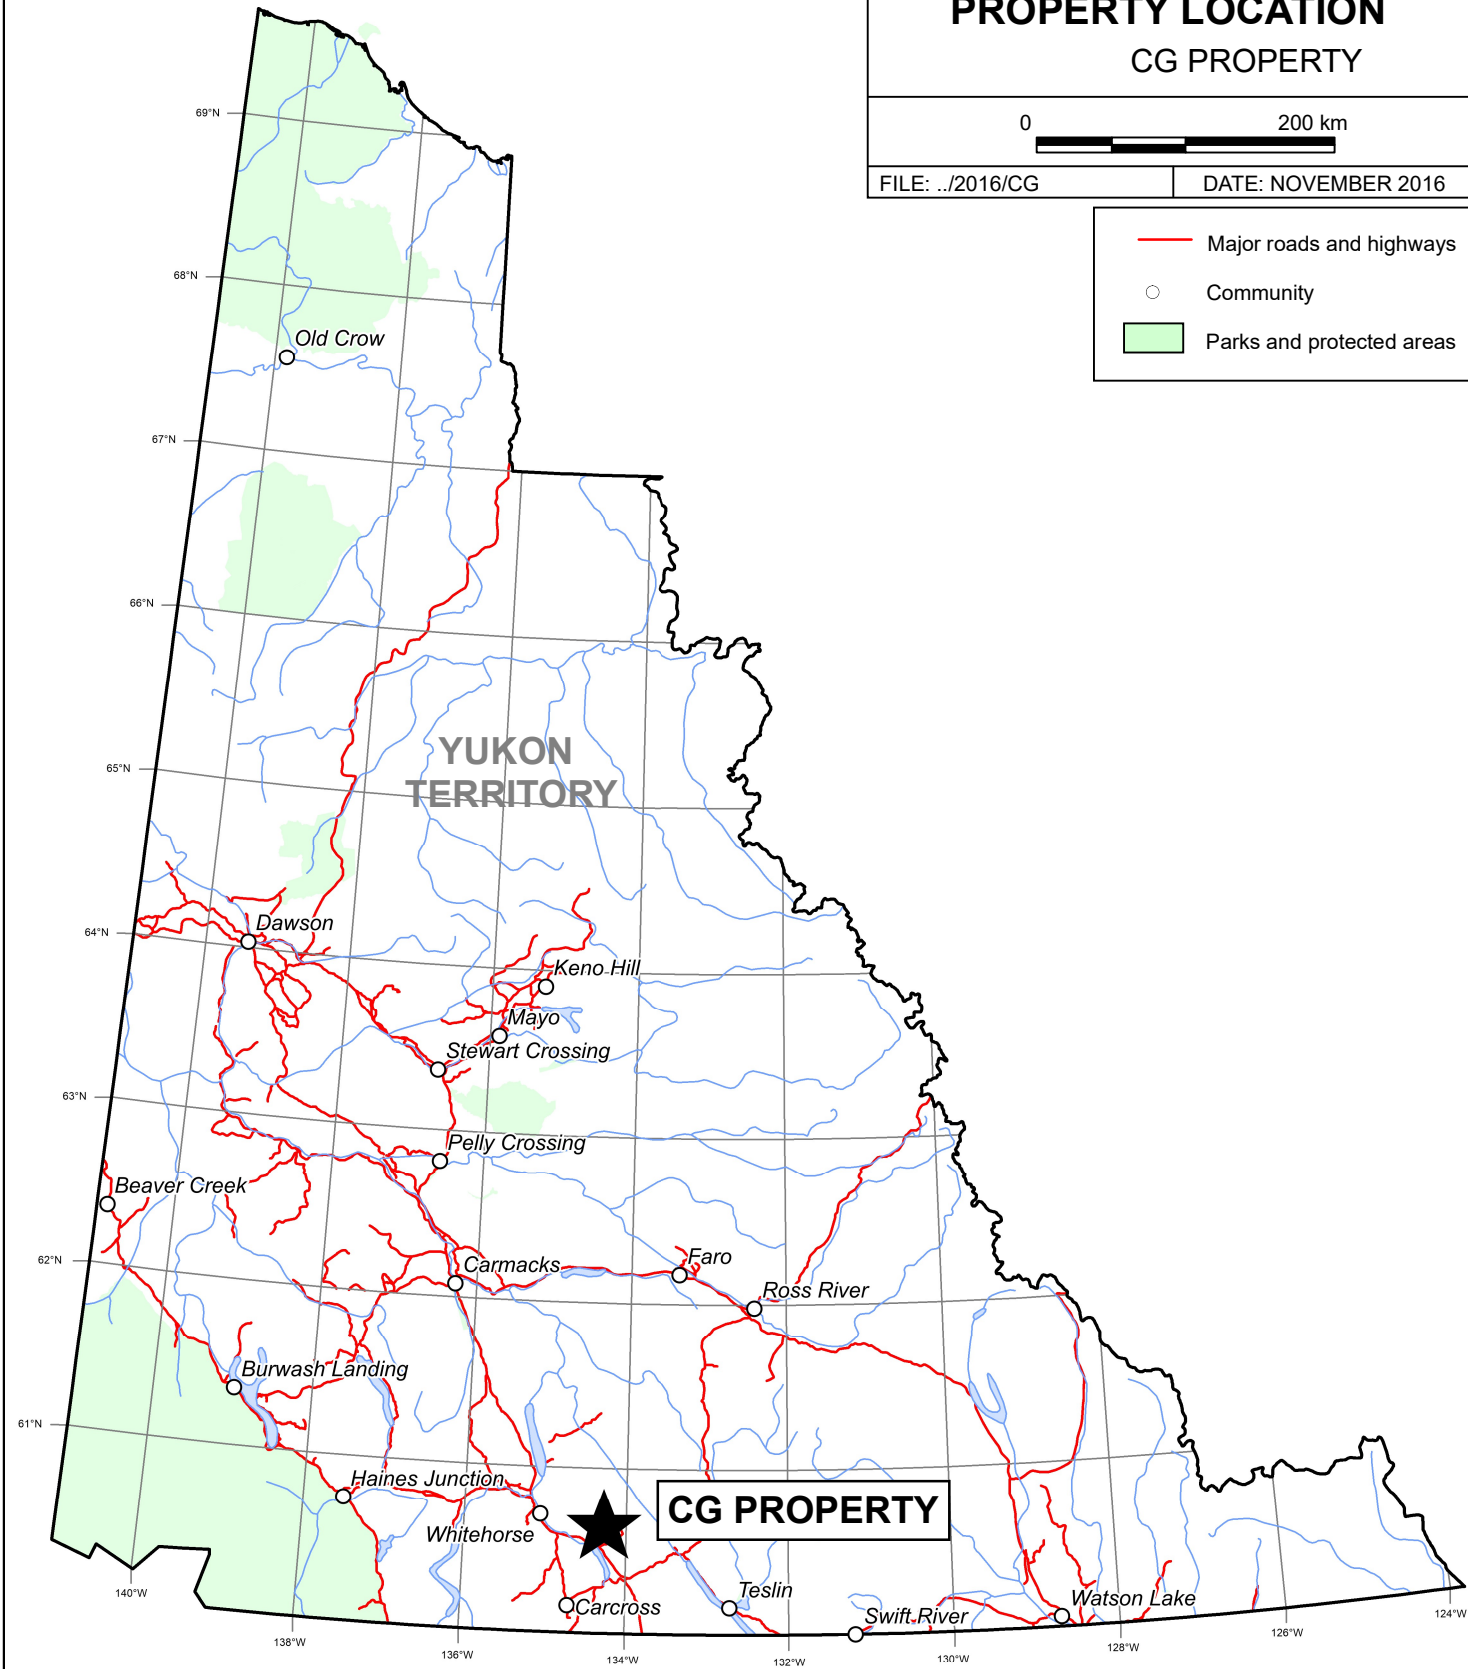 PROPERTY LOCATION
CG PROPERTY
0 200 km
FILE: ../2016/CG DATE: NOVEMBER 2016
Major roads and highways
Community
Parks and protected areas
69°N
68°N
Old Crow
67°N
66°N
YUKON
TERRITORY
65°N
Dawson
64°N
Keno Hill
Mayo
Stewart Crossing
63°N
Pelly Crossing
Beaver Creek
62°N
Carmacks
Faro
Ross River
Burwash Landing
61°N
Haines Junction
CG PROPERTY
Whitehorse
140°W
Teslin
Watson Lake
Carcross
Swift River
124°W
138°W
136°W
134°W
132°W
130°W
128°W
126°W